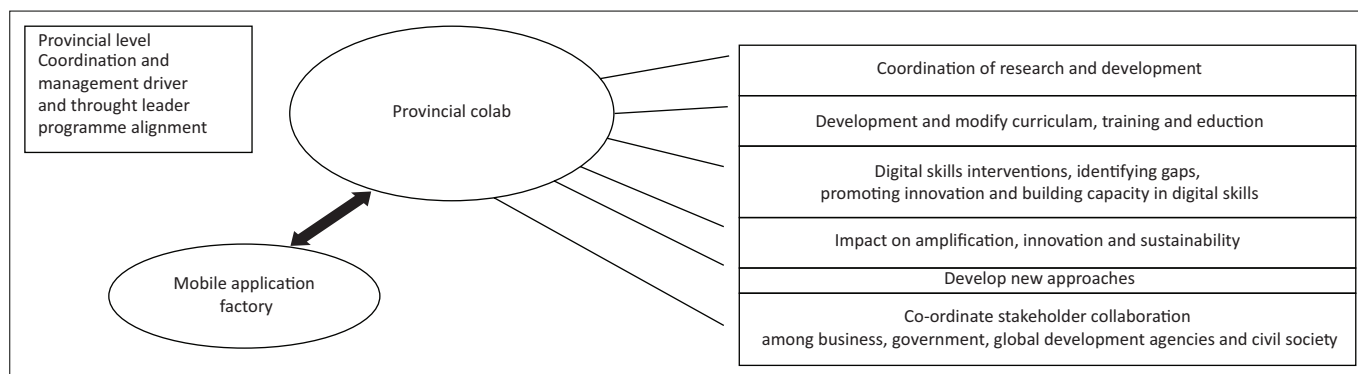 Provincial level
Coordination and
management driver
and throught leader
programme alignment
Provincial colab
Mobile application
factory
Coordination of research and development
Development and modify curriculam, training and eduction
Digital skills interventions, identifying gaps,
promoting innovation and building capacity in digital skills
Impact on amplification, innovation and sustainability
Develop new approaches
Co-ordinate stakeholder collaboration
among business, government, global development agencies and civil society